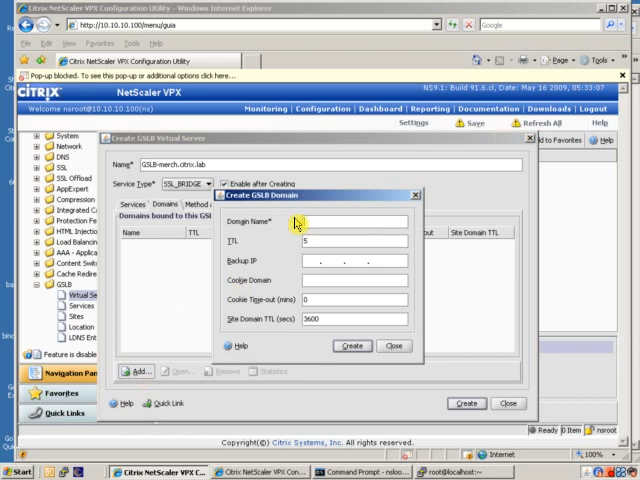 Citrix NetScaler VPX Configuration Utility - Windows Internet Explorer
http://10.10.10.100/menu/guia
Google
File Edit View Favorites Tools Help
Citrix NetScaler VPX Configuration Utility
Page Tools
Pop-up blocked. To see this pop-up or additional options click here...
CITRIX NetScaler VPX
NS9.1: Build 91.6.cl, Date: May 16 2009, 05:33:07
Welcome nsroot@10.10.10.100(ns)
Monitoring | Configuration | Dashboard | Reporting | Documentation | Downloads | Logout
Settings Save Refresh All Help
System
Network
DNS
SSL
SSL Offload
AppExpert
Compression
Integrated Ca
Protection Fe
HTML Injectio
Load Balancin
AAA - Applica
Content Switc
Cache Redire
GSLB
Virtual Se
Services
Sites
Location
LDNS Ent
Feature is disable
Navigation Pan
Favorites
Quick Links
Create GSLB Virtual Server
ld to Favorites Help
Name* GSLB-merch.citrix.lab
Service Type* SSL_BRIDGE Enable after Creating
Services Domains Method
Domains bound to this GSL
Name TTL
out Site Domain TTL
Create GSLB Domain
Domain Name*
TTL 5
Backup IP . . .
Cookie Domain
Cookie Time-out (mins) 0
Site Domain TTL (secs) 3600
Help Create Close
Add... Open... Remove Statistics
Help Quick Link Create Close
Ready 0 Item nsroot
Copyright(©) Citrix Systems, Inc. All rights reserved.
Internet 100%
Start Citrix NetScaler VPX C... Citrix NetScaler VPX Con... Command Prompt - nsloo... root@localhost:~